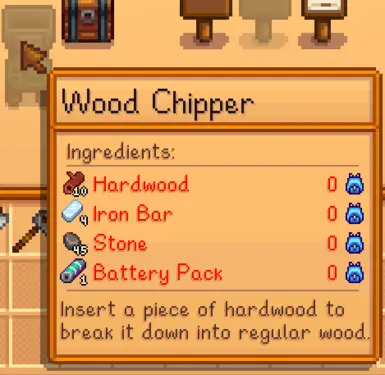 Wood Chipper
Ingredients:
10 Hardwood 0
4 Iron Bar 0
45 Stone 0
1 Battery Pack 0
Insert a piece of hardwood to
break it down into regular wood.